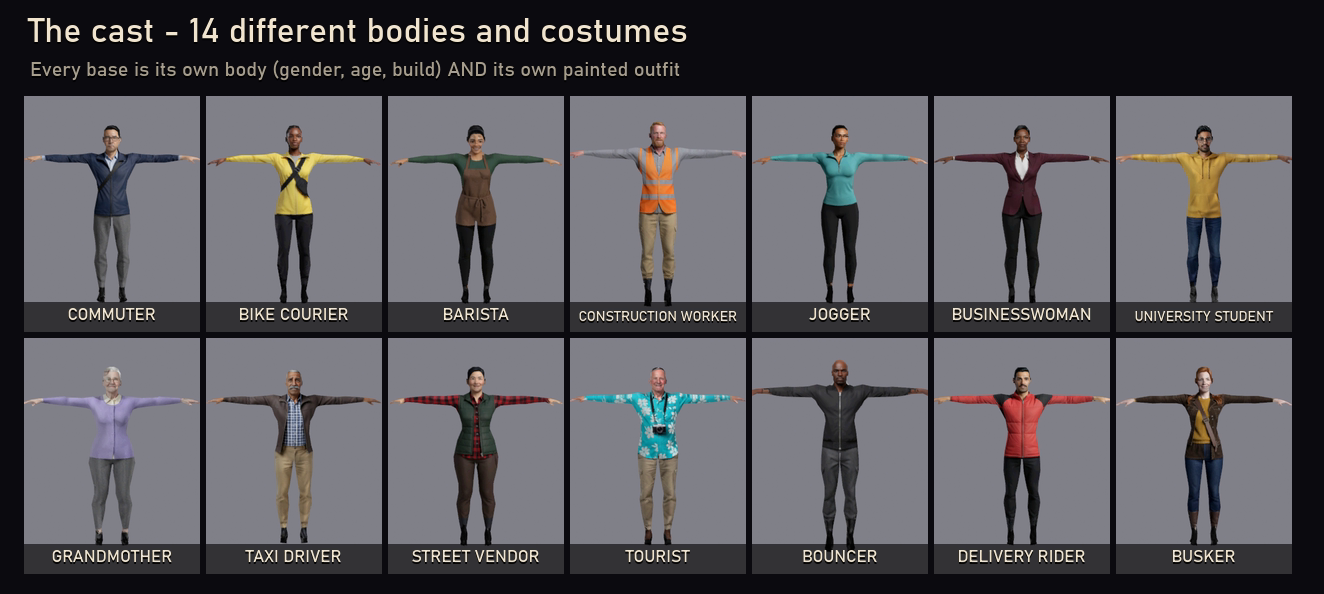 The cast - 14 different bodies and costumes
Every base is its own body (gender, age, build) AND its own painted outfit
COMMUTER
BIKE COURIER
BARISTA
CONSTRUCTION WORKER
JOGGER
BUSINESSWOMAN
UNIVERSITY STUDENT
GRANDMOTHER
TAXI DRIVER
STREET VENDOR
TOURIST
BOUNCER
DELIVERY RIDER
BUSKER